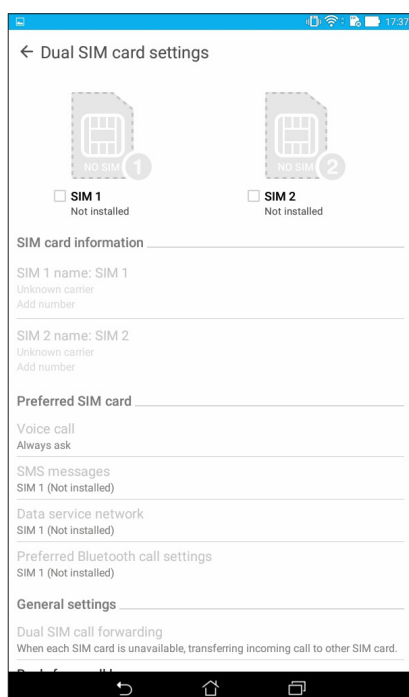 17:37
Dual SIM card settings
NO SIM 1
NO SIM 2
SIM 1
Not installed
SIM 2
Not installed
SIM card information
SIM 1 name: SIM 1
Unknown carrier
Add number
SIM 2 name: SIM 2
Unknown carrier
Add number
Preferred SIM card
Voice call
Always ask
SMS messages
SIM 1 (Not installed)
Data service network
SIM 1 (Not installed)
Preferred Bluetooth call settings
SIM 1 (Not installed)
General settings
Dual SIM call forwarding
When each SIM card is unavailable, transferring incoming call to other SIM card.